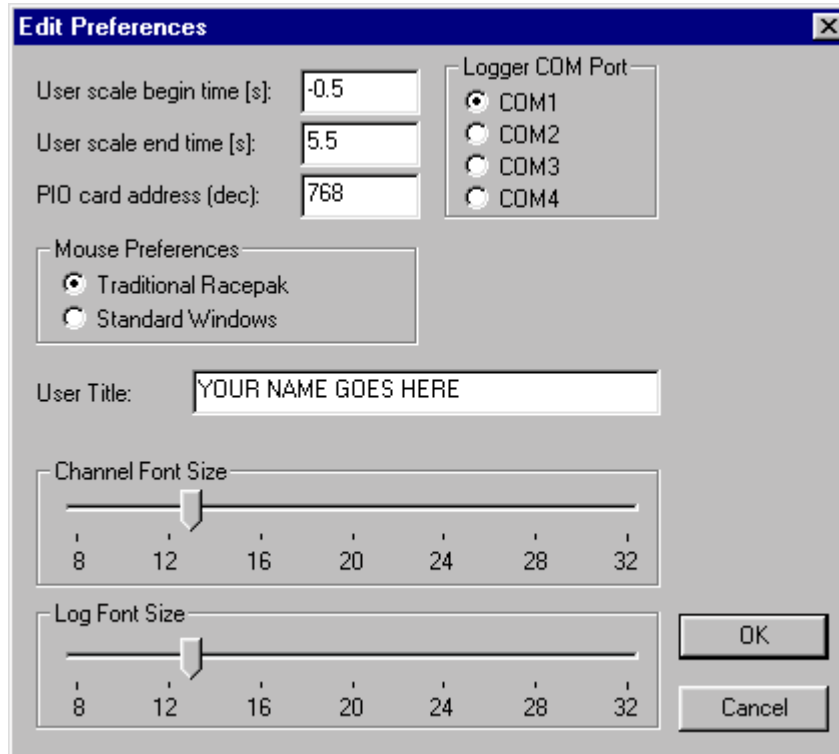 Edit Preferences
User scale begin time [s]: -0.5
User scale end time [s]: 5.5
PIO card address (dec): 768
Logger COM Port
COM1
COM2
COM3
COM4
Mouse Preferences
Traditional Racepak
Standard Windows
User Title: YOUR NAME GOES HERE
Channel Font Size
8 12 16 20 24 28 32
Log Font Size
8 12 16 20 24 28 32
OK
Cancel